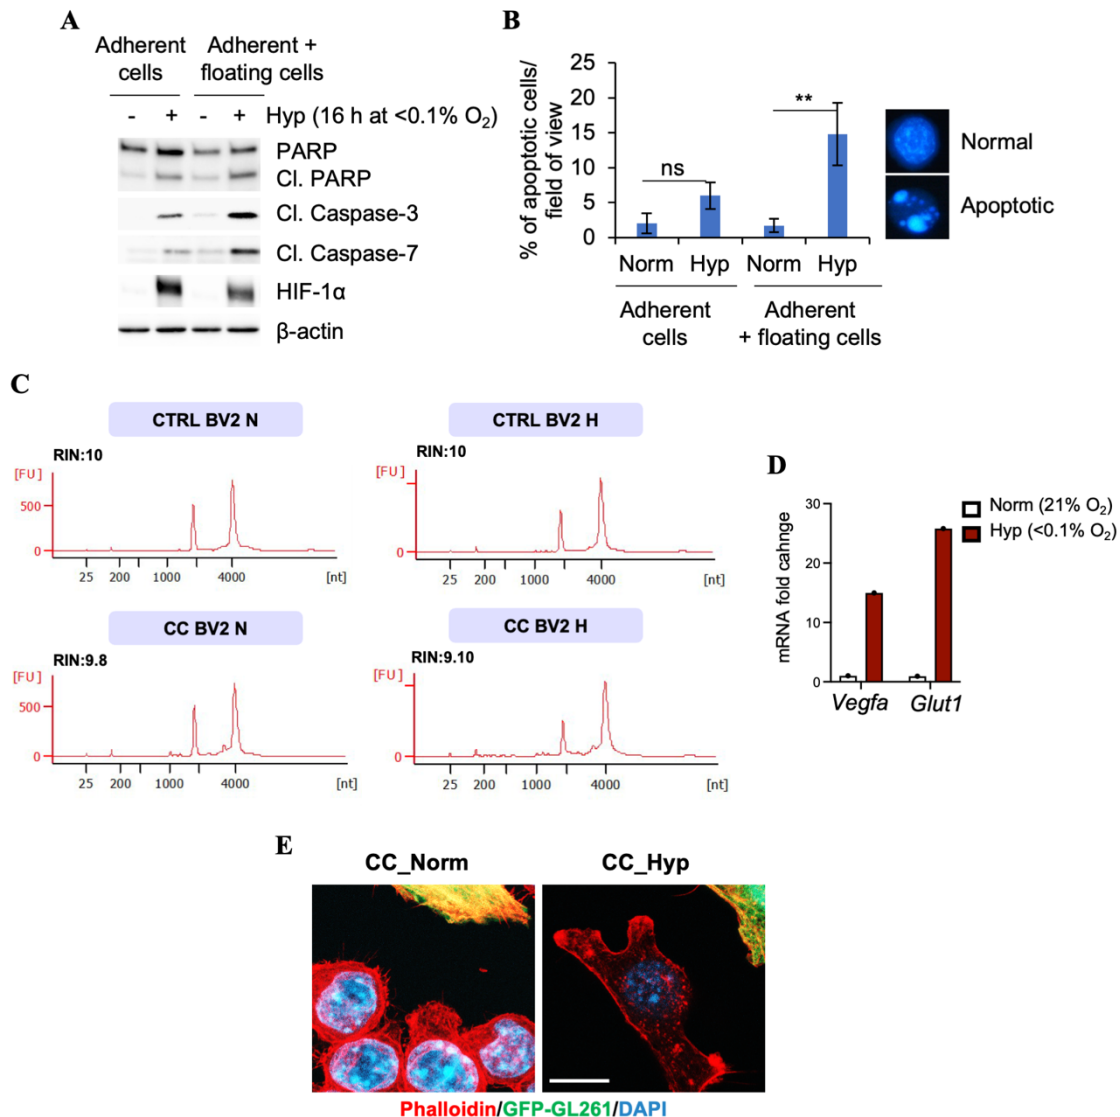 A
Adherent cells
Adherent + floating cells
- + - + Hyp (16 h at <0.1% O₂)
PARP
Cl. PARP
Cl. Caspase-3
Cl. Caspase-7
HIF-1α
β-actin
B
% of apoptotic cells/
field of view
25
20
15
10
5
0
ns
**
Norm Hyp Norm Hyp
Adherent cells
Adherent + floating cells
Normal
Apoptotic
C
CTRL BV2 N
RIN:10
[FU]
500
0
25 200 1000 4000 [nt]
CTRL BV2 H
RIN:10
[FU]
0
25 200 1000 4000 [nt]
CC BV2 N
RIN:9.8
[FU]
500
0
25 200 1000 4000 [nt]
CC BV2 H
RIN:9.10
[FU]
0
25 200 1000 4000 [nt]
D
mRNA fold cahnge
30
20
10
0
Vegfa Glut1
Norm (21% O₂)
Hyp (<0.1% O₂)
E
CC_Norm
CC_Hyp
Phalloidin/GFP-GL261/DAPI